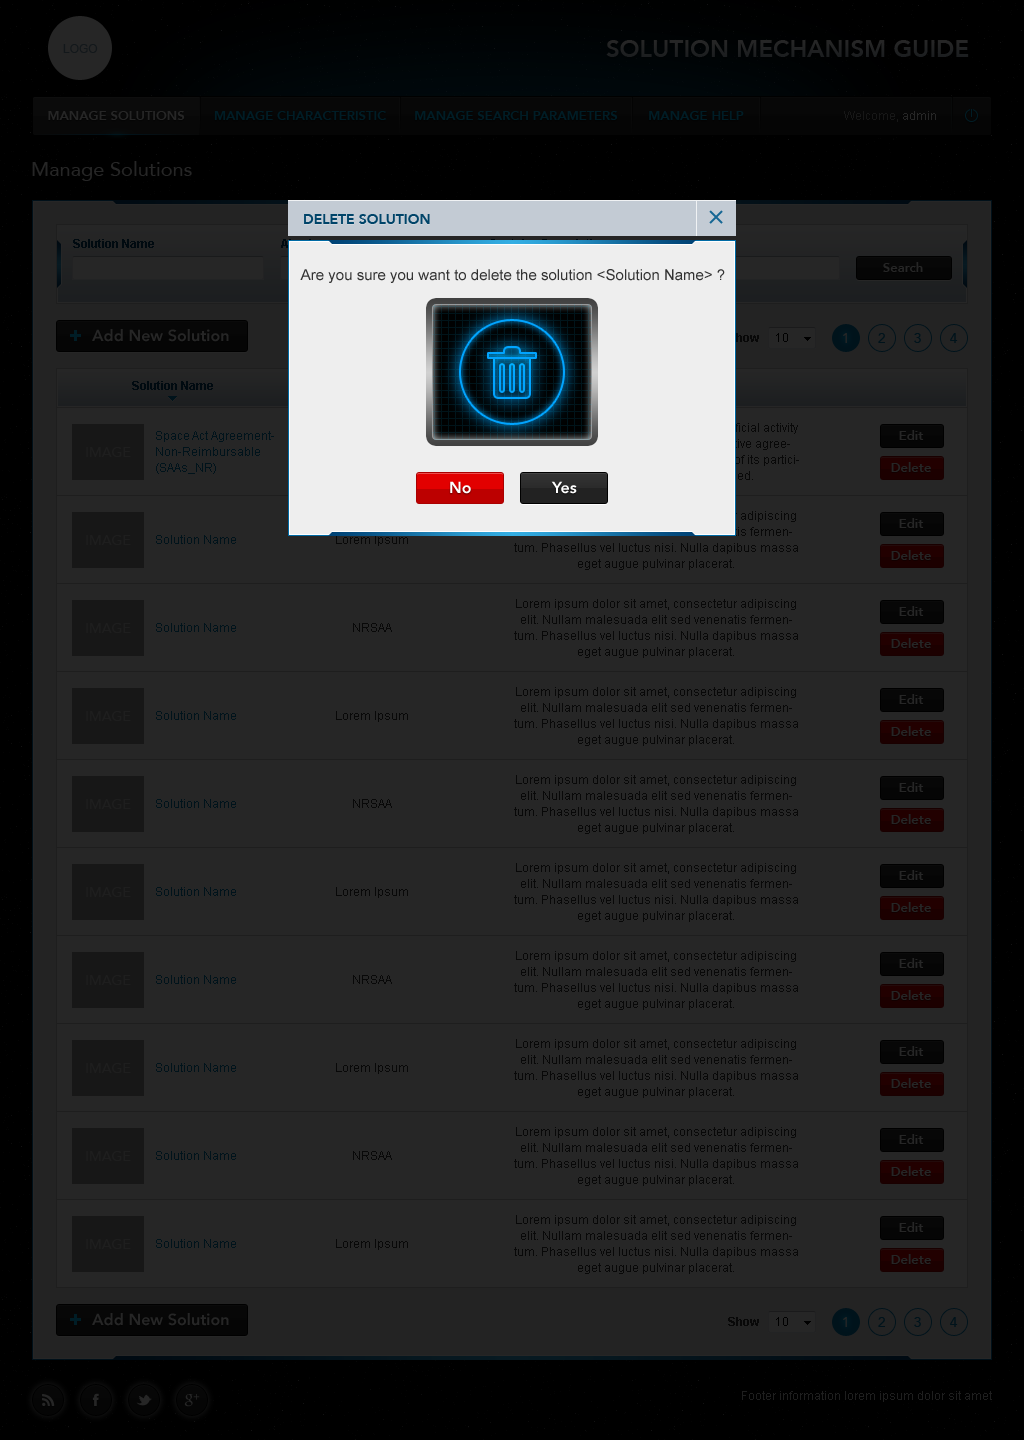 LOGO
SOLUTION MECHANISM GUIDE
MANAGE SOLUTIONS
MANAGE CHARACTERISTIC
MANAGE SEARCH PARAMETERS
MANAGE HELP
Welcome, admin
Manage Solutions
DELETE SOLUTION
Are you sure you want to delete the solution <Solution Name> ?
No
Yes
Solution Name
Search
Add New Solution
10
1 2 3 4
Solution Name
IMAGE
Space Act Agreement-
Non-Reimbursable
(SAAs_NR)
activity
agree-
of its partici-
Edit
Delete
IMAGE
Solution Name
Lorem Ipsum
adipiscing
fermen-
tum. Phasellus vel luctus nisi. Nulla dapibus massa
eget augue pulvinar placerat.
Edit
Delete
IMAGE
Solution Name
NRSAA
Lorem ipsum dolor sit amet, consectetur adipiscing
elit. Nullam malesuada elit sed venenatis fermen-
tum. Phasellus vel luctus nisi. Nulla dapibus massa
eget augue pulvinar placerat.
Edit
Delete
IMAGE
Solution Name
Lorem Ipsum
Lorem ipsum dolor sit amet, consectetur adipiscing
elit. Nullam malesuada elit sed venenatis fermen-
tum. Phasellus vel luctus nisi. Nulla dapibus massa
eget augue pulvinar placerat.
Edit
Delete
IMAGE
Solution Name
NRSAA
Lorem ipsum dolor sit amet, consectetur adipiscing
elit. Nullam malesuada elit sed venenatis fermen-
tum. Phasellus vel luctus nisi. Nulla dapibus massa
eget augue pulvinar placerat.
Edit
Delete
IMAGE
Solution Name
Lorem Ipsum
Lorem ipsum dolor sit amet, consectetur adipiscing
elit. Nullam malesuada elit sed venenatis fermen-
tum. Phasellus vel luctus nisi. Nulla dapibus massa
eget augue pulvinar placerat.
Edit
Delete
IMAGE
Solution Name
NRSAA
Lorem ipsum dolor sit amet, consectetur adipiscing
elit. Nullam malesuada elit sed venenatis fermen-
tum. Phasellus vel luctus nisi. Nulla dapibus massa
eget augue pulvinar placerat.
Edit
Delete
IMAGE
Solution Name
Lorem Ipsum
Lorem ipsum dolor sit amet, consectetur adipiscing
elit. Nullam malesuada elit sed venenatis fermen-
tum. Phasellus vel luctus nisi. Nulla dapibus massa
eget augue pulvinar placerat.
Edit
Delete
IMAGE
Solution Name
NRSAA
Lorem ipsum dolor sit amet, consectetur adipiscing
elit. Nullam malesuada elit sed venenatis fermen-
tum. Phasellus vel luctus nisi. Nulla dapibus massa
eget augue pulvinar placerat.
Edit
Delete
IMAGE
Solution Name
Lorem Ipsum
Lorem ipsum dolor sit amet, consectetur adipiscing
elit. Nullam malesuada elit sed venenatis fermen-
tum. Phasellus vel luctus nisi. Nulla dapibus massa
eget augue pulvinar placerat.
Edit
Delete
Add New Solution
Show 10
1 2 3 4
Footer information lorem ipsum dolor sit amet